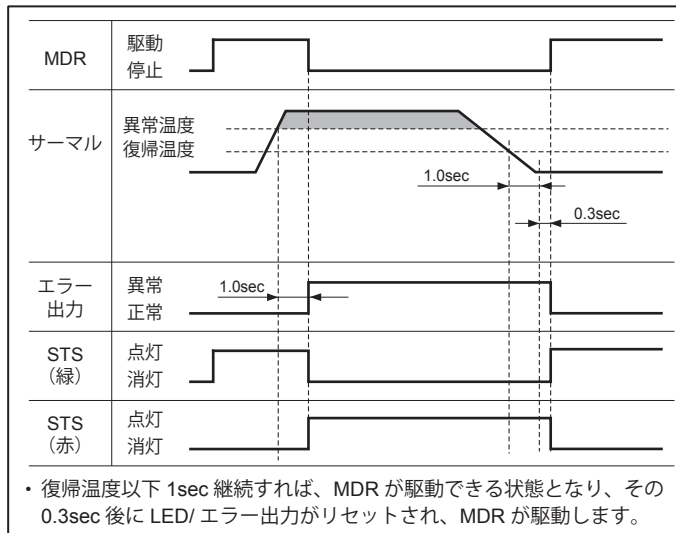 MDR
駆動
停止
サーマル
異常温度
復帰温度
1.0sec
0.3sec
エラー
出力
異常
正常
1.0sec
STS
（緑）
点灯
消灯
STS
（赤）
点灯
消灯
・復帰温度以下 1sec 継続すれば、MDR が駆動できる状態となり、その
0.3sec 後に LED/ エラー出力がリセットされ、MDR が駆動します。